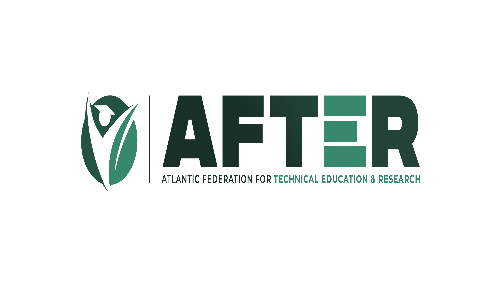 AFTER
ATLANTIC FEDERATION FOR TECHNICAL EDUCATION & RESEARCH